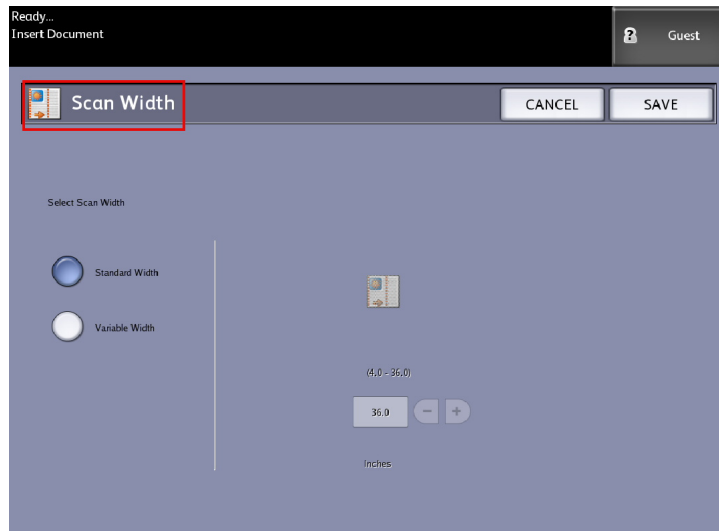 Ready...
Insert Document
Guest
Scan Width
CANCEL
SAVE
Select Scan Width
Standard Width
Variable Width
(4.0 - 36.0)
36.0 - +
Inches